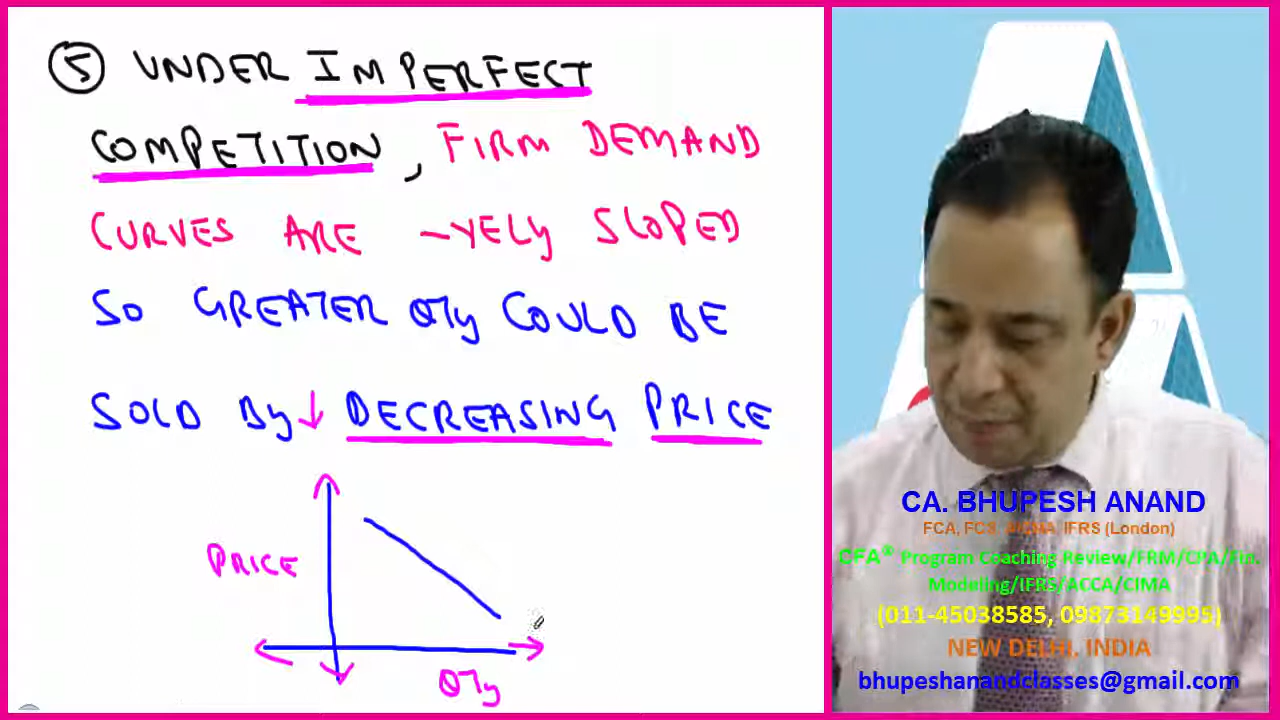 ⑤ UNDER IMPERFECT
COMPETITION, FIRM DEMAND
CURVES ARE -VELY SLOPED
SO GREATER QTy COULD BE
SOLD By ↓ DECREASING PRICE
PRICE
QTy
CA. BHUPESH ANAND
FCA, FCS, IFRS (London)
CFA® Program Coaching Review/FRM/CPA/Fin.
Modeling/IFRS/ACCA/CIMA
(011-45038585, 09873149995)
NEW DELHI, INDIA
bhupeshanandclasses@gmail.com